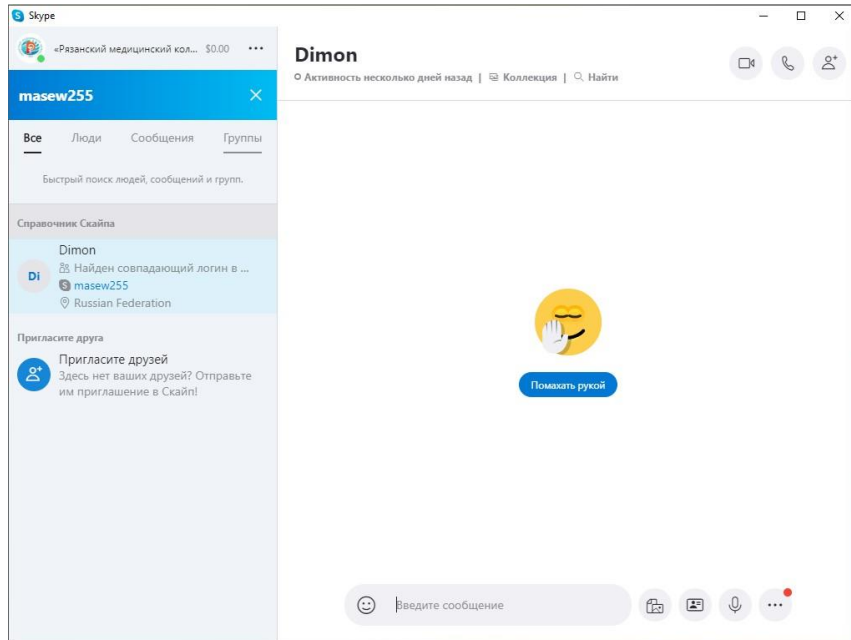 Skype
«Рязанский медицинский кол... $0.00
masew255
Все Люди Сообщения Группы
Быстрый поиск людей, сообщений и групп.
Справочник Скайпа
Di
Dimon
Найден совпадающий логин в ...
masew255
Russian Federation
Пригласите друга
Пригласите друзей
Здесь нет ваших друзей? Отправьте
им приглашение в Скайп!
Dimon
Активность несколько дней назад | Коллекция | Найти
Помахать рукой
Введите сообщение